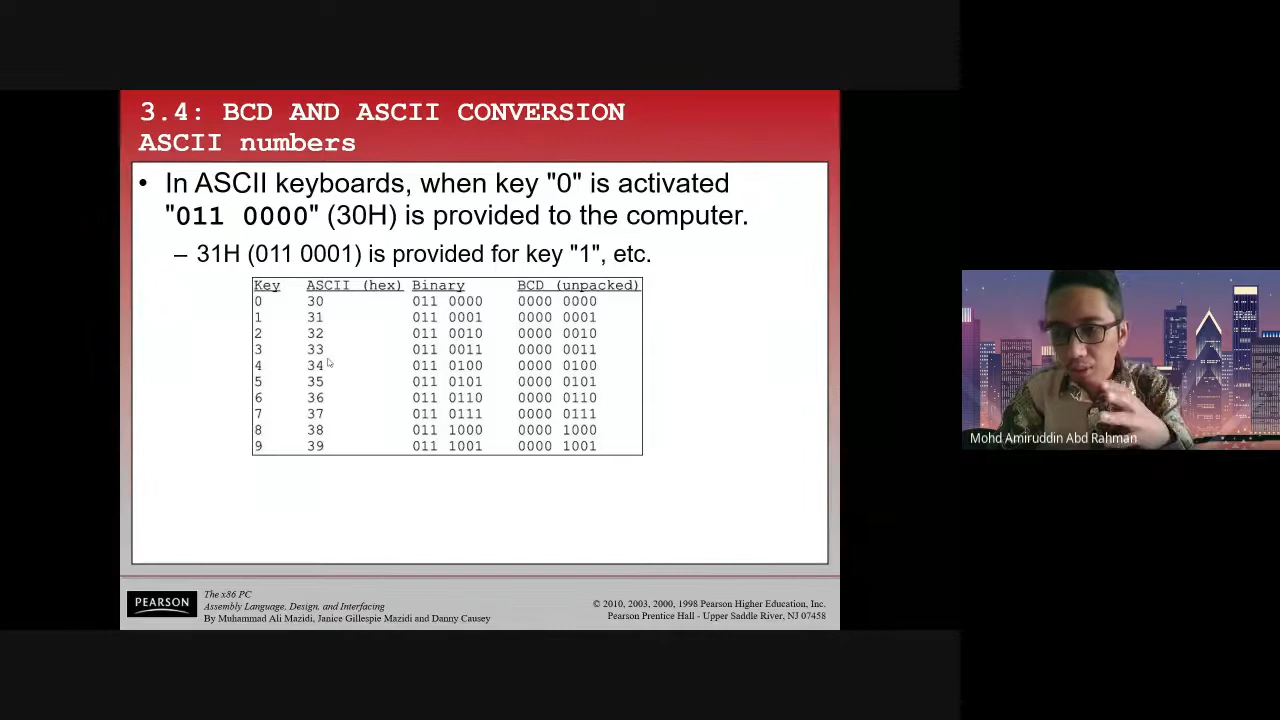 3.4: BCD AND ASCII CONVERSION
ASCII numbers
• In ASCII keyboards, when key "0" is activated
"011 0000" (30H) is provided to the computer.
– 31H (011 0001) is provided for key "1", etc.
Key ASCII (hex) Binary BCD (unpacked)
0 30 011 0000 0000 0000
1 31 011 0001 0000 0001
2 32 011 0010 0000 0010
3 33 011 0011 0000 0011
4 34 011 0100 0000 0100
5 35 011 0101 0000 0101
6 36 011 0110 0000 0110
7 37 011 0111 0000 0111
8 38 011 1000 0000 1000
9 39 011 1001 0000 1001
Mohd Amiruddin Abd Rahman
PEARSON
The x86 PC
Assembly Language, Design, and Interfacing
By Muhammad Ali Mazidi, Janice Gillespie Mazidi and Danny Causey
© 2010, 2003, 2000, 1998 Pearson Higher Education, Inc.
Pearson Prentice Hall - Upper Saddle River, NJ 07458